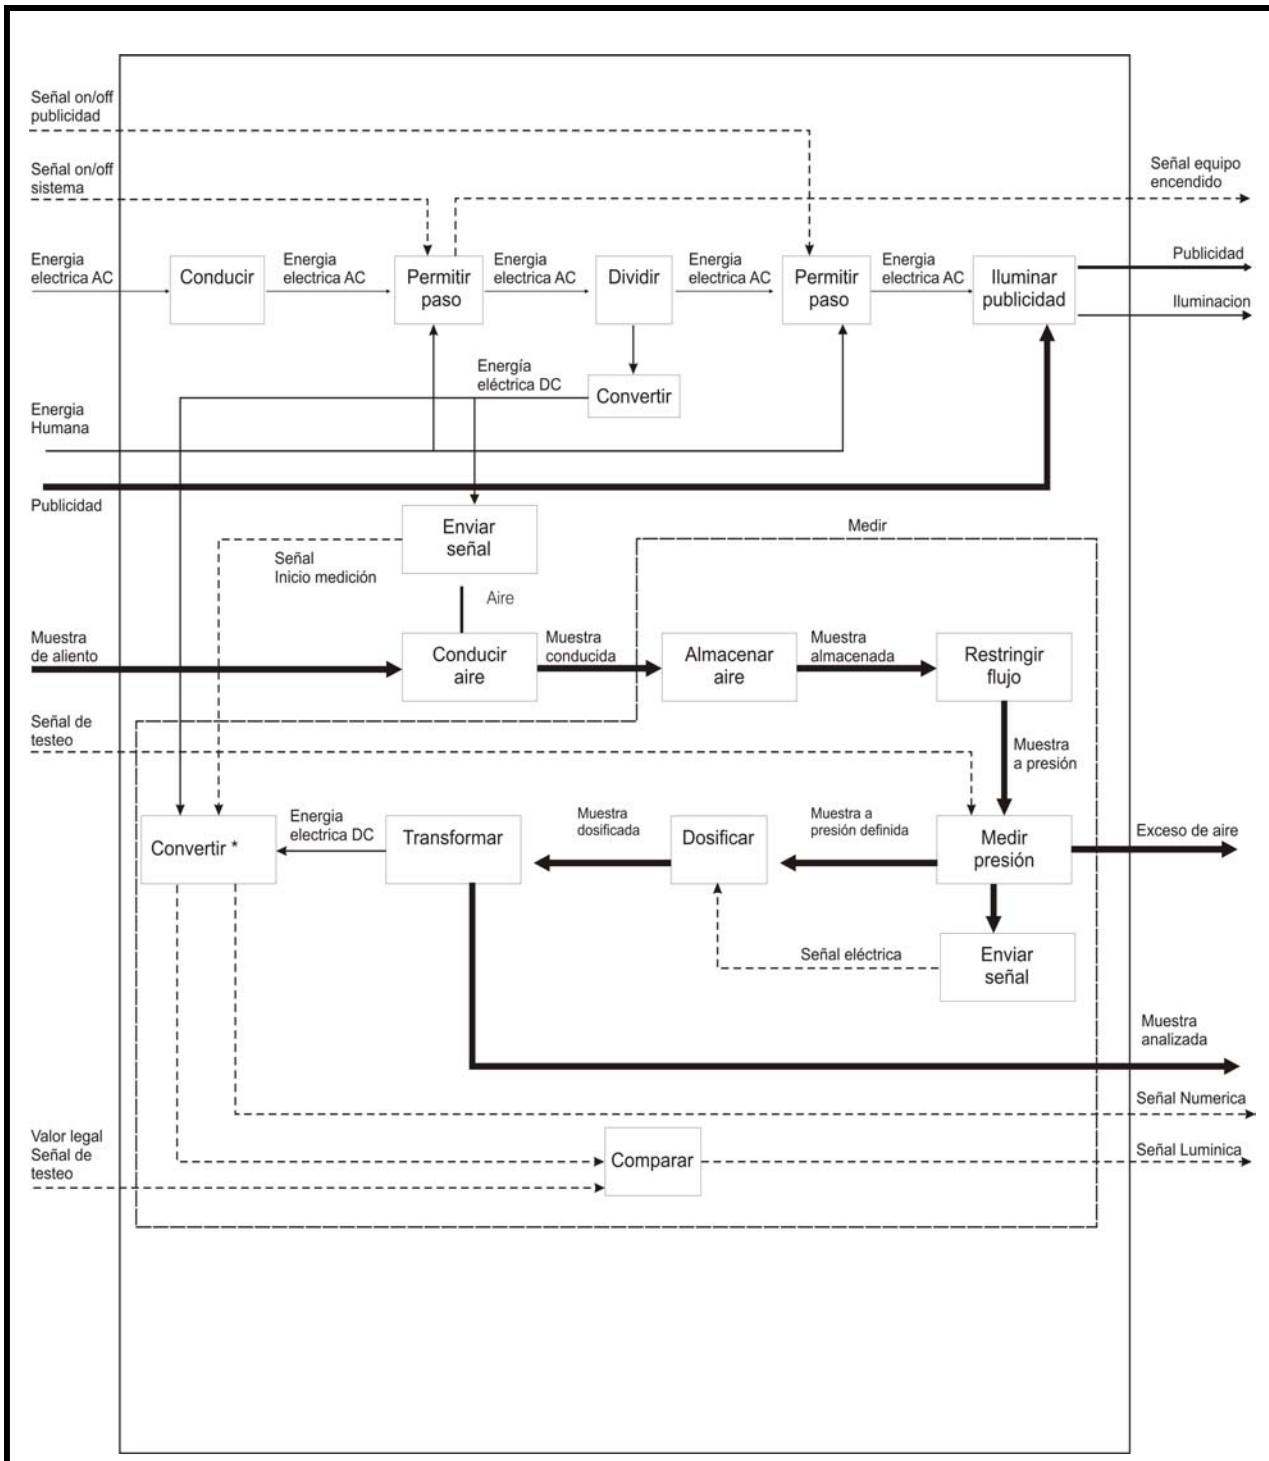 Señal on/off
publicidad
Señal on/off
sistema
Señal equipo
encendido
Energia
electrica AC
Conducir
Energia
electrica AC
Permitir
paso
Energia
electrica AC
Dividir
Energia
electrica AC
Permitir
paso
Energia
electrica AC
Iluminar
publicidad
Publicidad
Iluminacion
Energía
eléctrica DC
Convertir
Energia
Humana
Publicidad
Enviar
señal
Medir
Señal
Inicio medición
Aire
Muestra
de aliento
Conducir
aire
Muestra
conducida
Almacenar
aire
Muestra
almacenada
Restringir
flujo
Señal de
testeo
Muestra
a presión
Convertir *
Energia
electrica DC
Transformar
Muestra
dosificada
Dosificar
Muestra a
presión definida
Medir
presión
Exceso de aire
Señal eléctrica
Enviar
señal
Muestra
analizada
Señal Numerica
Valor legal
Señal de
testeo
Comparar
Señal Luminica